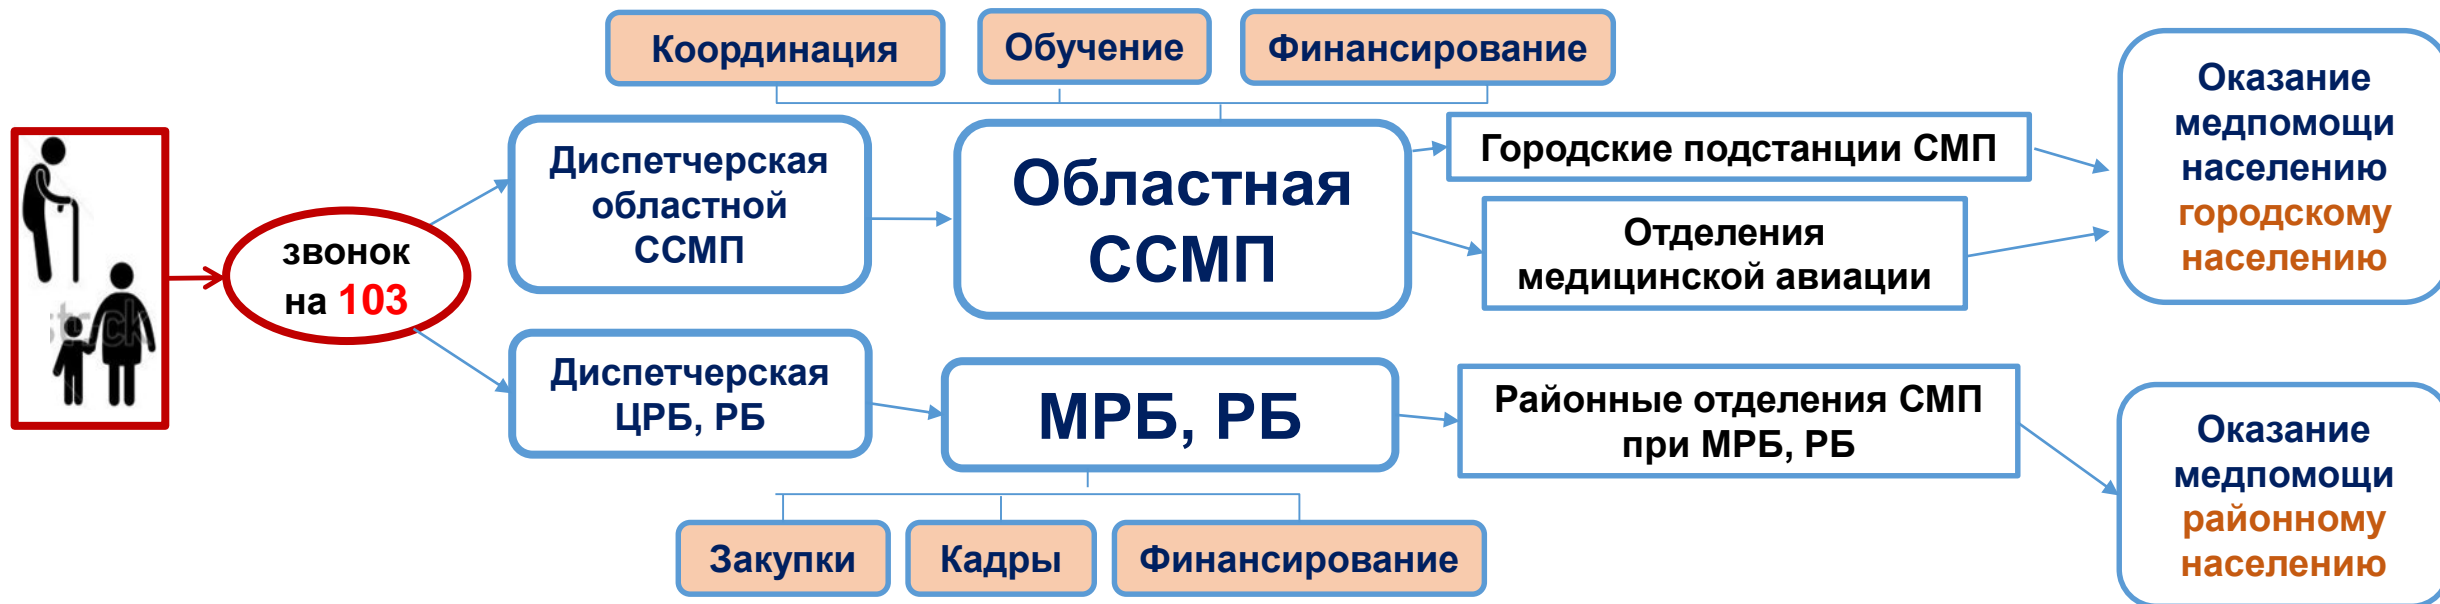 Координация
Обучение
Финансирование
звонок
на 103
Диспетчерская
областной
ССМП
Областная
ССМП
Городские подстанции СМП
Отделения
медицинской авиации
Оказание
медпомощи
населению
городскому
населению
Диспетчерская
ЦРБ, РБ
МРБ, РБ
Районные отделения СМП
при МРБ, РБ
Оказание
медпомощи
районному
населению
Закупки
Кадры
Финансирование